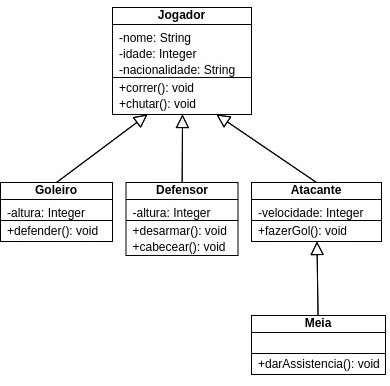 Jogador
-nome: String
-idade: Integer
-nacionalidade: String
+correr(): void
+chutar(): void
Goleiro
-altura: Integer
+defender(): void
Defensor
-altura: Integer
+desarmar(): void
+cabecear(): void
Atacante
-velocidade: Integer
+fazerGol(): void
Meia
+darAssistencia(): void